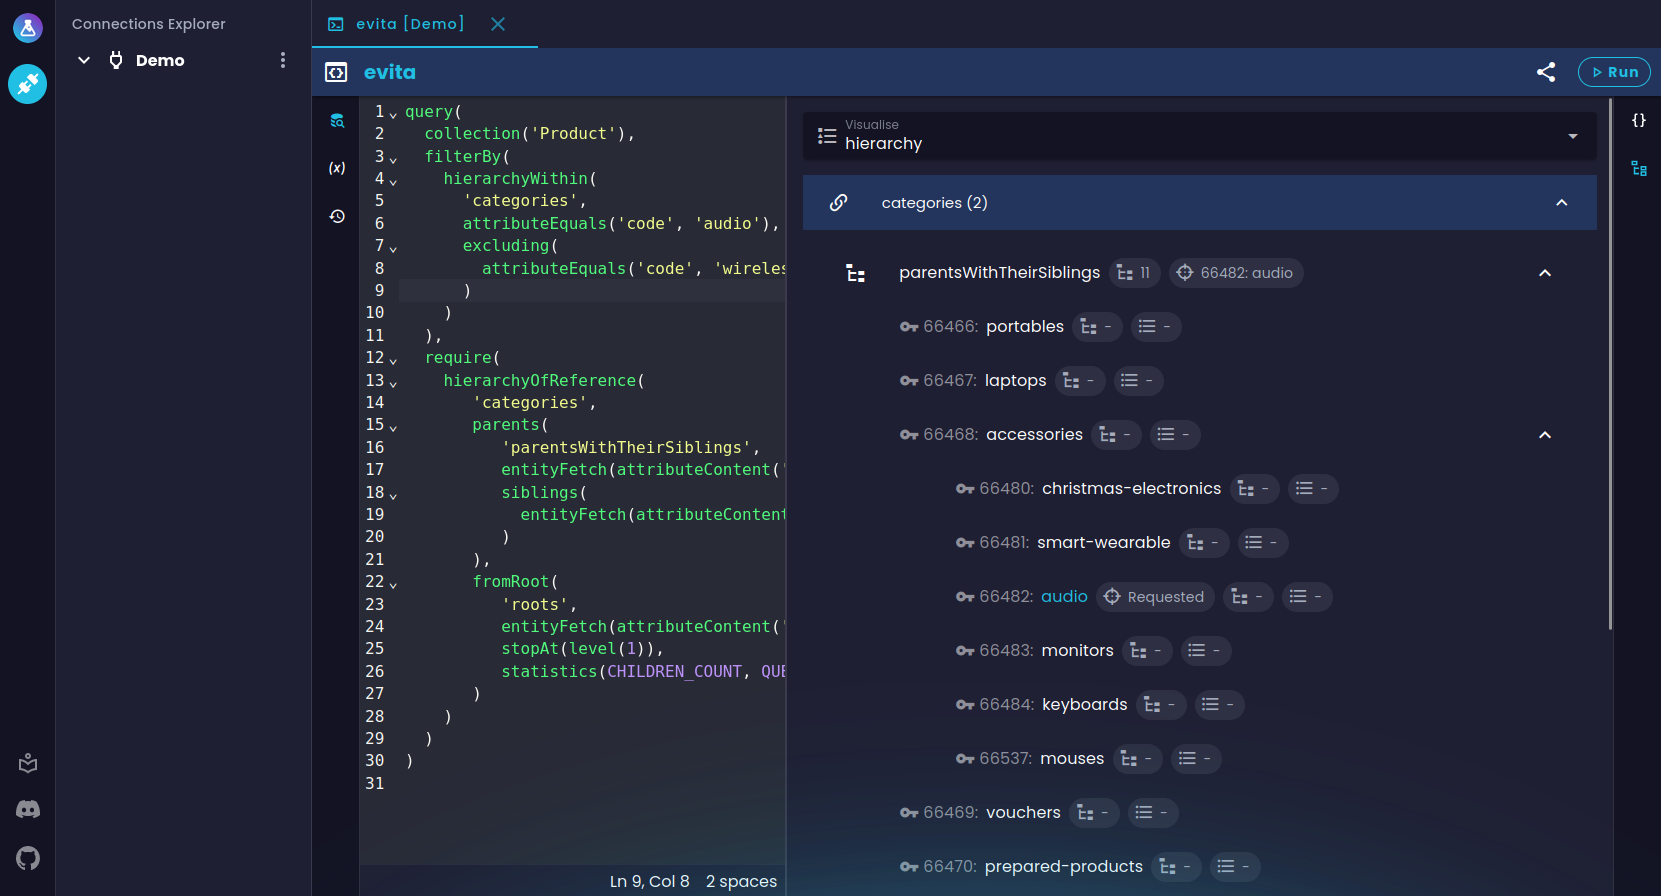 Connections Explorer
Demo
evita [Demo]
evita
Run
1 query(
2 collection('Product'),
3 filterBy(
4 hierarchyWithin(
5 'categories',
6 attributeEquals('code', 'audio'),
7 excluding(
8 attributeEquals('code', 'wireles
9 )
10 )
11 ),
12 require(
13 hierarchyOfReference(
14 'categories',
15 parents(
16 'parentsWithTheirSiblings',
17 entityFetch(attributeContent('
18 siblings(
19 entityFetch(attributeContent
20 )
21 ),
22 fromRoot(
23 'roots',
24 entityFetch(attributeContent('
25 stopAt(level(1)),
26 statistics(CHILDREN_COUNT, QUE
27 )
28 )
29 )
30 )
31
Ln 9, Col 8 2 spaces
Visualise
hierarchy
categories (2)
parentsWithTheirSiblings 11 66482: audio
66466: portables - -
66467: laptops - -
66468: accessories - -
66480: christmas-electronics - -
66481: smart-wearable - -
66482: audio Requested - -
66483: monitors - -
66484: keyboards - -
66537: mouses - -
66469: vouchers - -
66470: prepared-products - -